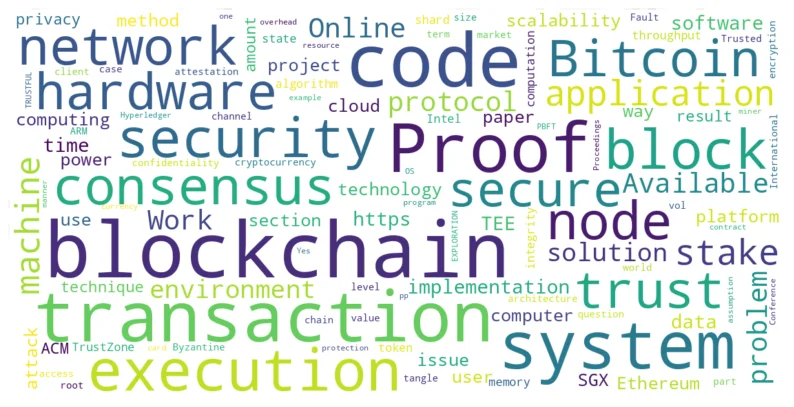 privacy method shard size scalability software
one overhead
network Online state term market throughput Fault Trusted
amount code Bitcoin encryption
client case attestation project resource computation
TRUSTFUL hardware algorithm example cloud protocol application
computing Hyperledger channel Intel paper way result miner
ARM security PBFT Proceedings International
time Proof block
power confidentiality cryptocurrency OS
machine manner consensus technology secure Available
currency program vol
use Work section https TEE integrity node platform
contract
blockchain Yes EXPLORATION solution stake
world
technique environment level PP implementation trust assumption Conference
architecture
transaction chain value computer question data problem
attack ACM TrustZone card Byzantine protection token issue system
access execution user SGX Ethereum part
root tangle memory